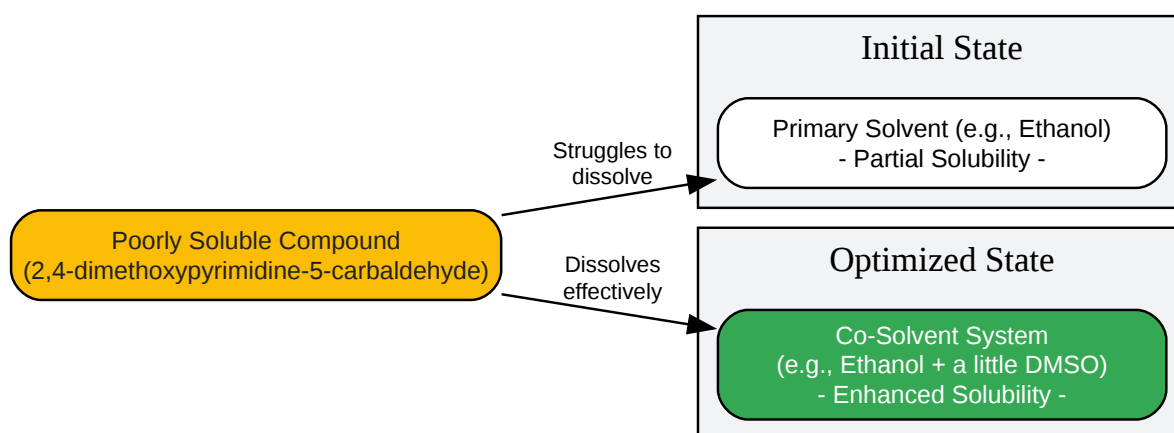 Initial State
Primary Solvent (e.g., Ethanol)
- Partial Solubility -
Struggles to
dissolve
Poorly Soluble Compound
(2,4-dimethoxypyrimidine-5-carbaldehyde)
Dissolves
effectively
Optimized State
Co-Solvent System
(e.g., Ethanol + a little DMSO)
- Enhanced Solubility -